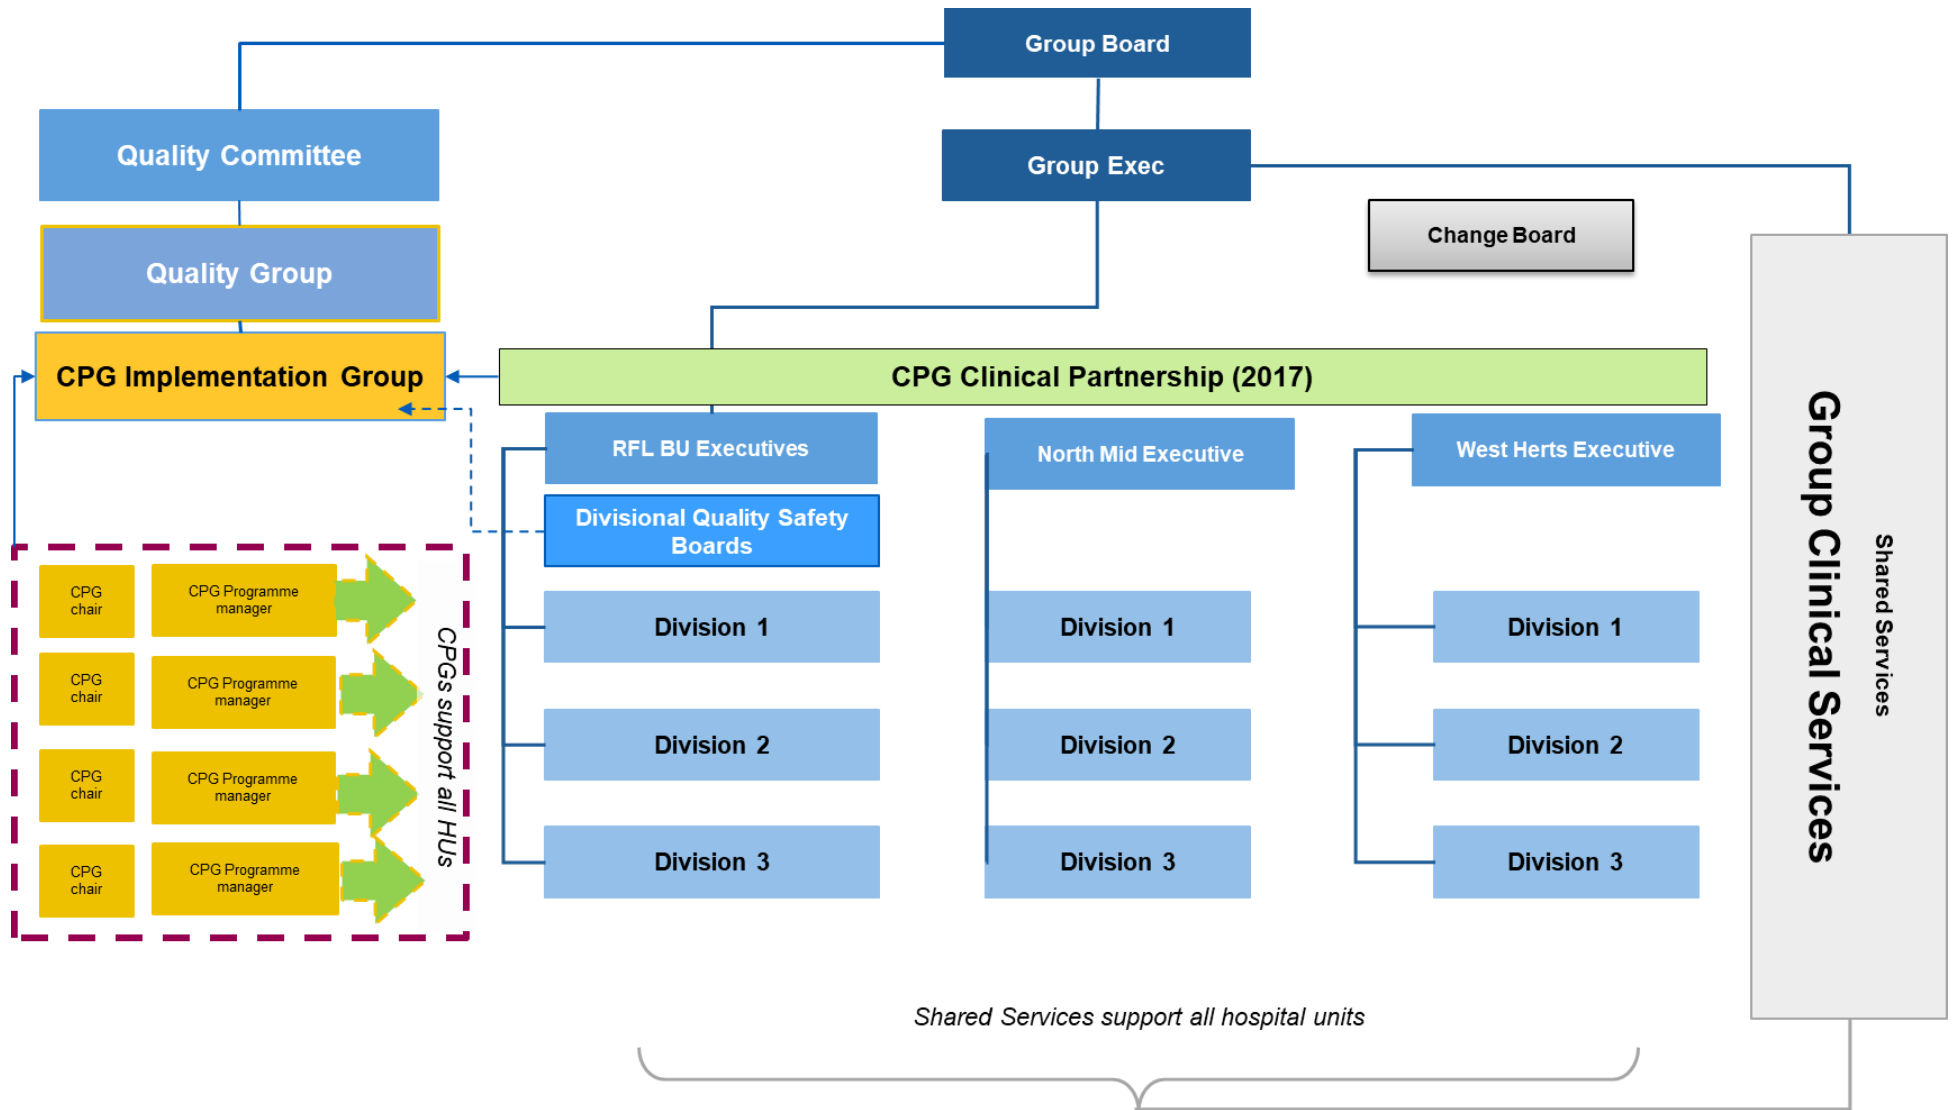 Group Board
Quality Committee
Group Exec
Change Board
Quality Group
CPG Implementation Group
CPG Clinical Partnership (2017)
RFL BU Executives
North Mid Executive
West Herts Executive
Divisional Quality Safety
Boards
CPG
chair
CPG Programme
manager
CPG
chair
CPG Programme
manager
CPG
chair
CPG Programme
manager
CPG
chair
CPG Programme
manager
CPGs support all HUs
Division 1
Division 1
Division 1
Division 2
Division 2
Division 2
Division 3
Division 3
Division 3
Shared Services
Group Clinical Services
Shared Services support all hospital units